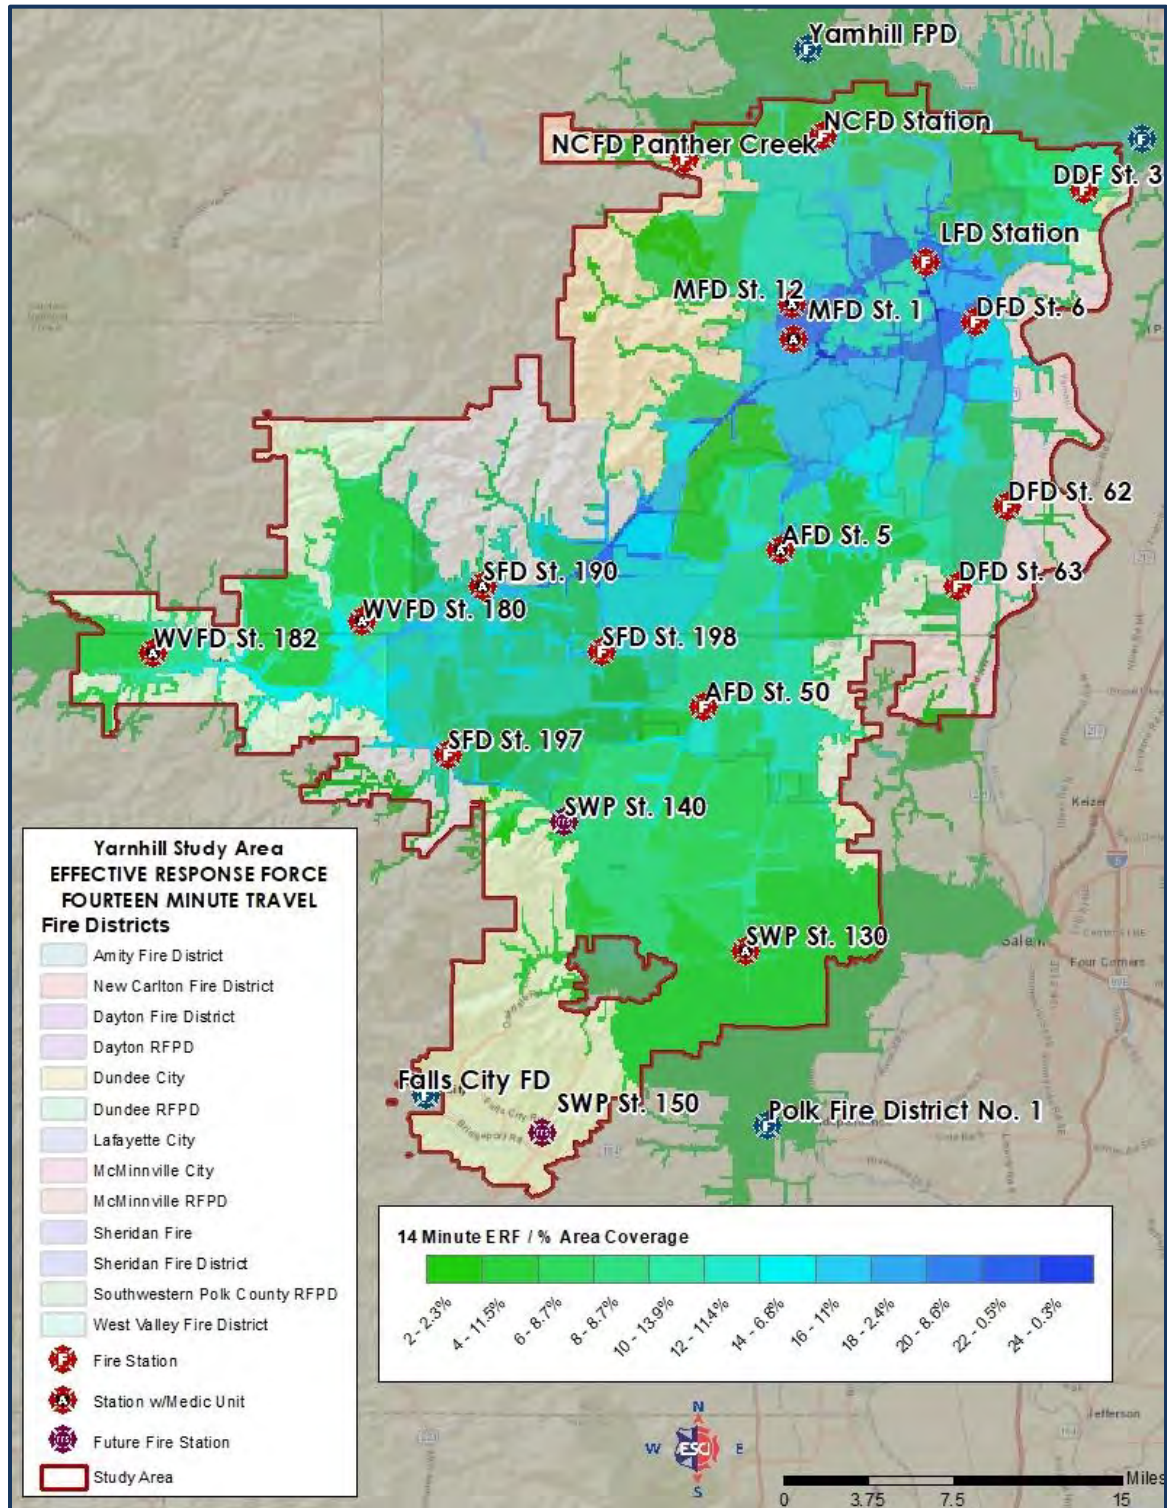 Yamhill FPD
NCFD Station
NCFD Panther Creek
DDF St. 3
LFD Station
MFD St. 12
MFD St. 1
DFD St. 6
DFD St. 62
AFD St. 5
DFD St. 63
SFD St. 190
WVFD St. 180
WVFD St. 182
SFD St. 198
AFD St. 50
SFD St. 197
SWP St. 140
Keizer
SWP St. 130
Salem
Four Corners
Falls City FD
SWP St. 150
Falls City Rd
Bridgeport Rd
Polk Fire District No. 1
Yarnhill Study Area
EFFECTIVE RESPONSE FORCE
FOURTEEN MINUTE TRAVEL
Fire Districts
Amity Fire District
New Carlton Fire District
Dayton Fire District
Dayton RFPD
Dundee City
Dundee RFPD
Lafayette City
McMinnville City
McMinnville RFPD
Sheridan Fire
Sheridan Fire District
Southwestern Polk County RFPD
West Valley Fire District
Fire Station
Station w/Medic Unit
Future Fire Station
Study Area
14 Minute ERF / % Area Coverage
2 - 2.3%
4 - 11.5%
6 - 8.7%
8 - 8.7%
10 - 13.9%
12 - 11.4%
14 - 6.8%
16 - 11%
18 - 2.4%
20 - 8.6%
22 - 0.5%
24 - 0.3%
Jefferson
N
W ESCI E
S
Miles
0 3.75 7.5 15